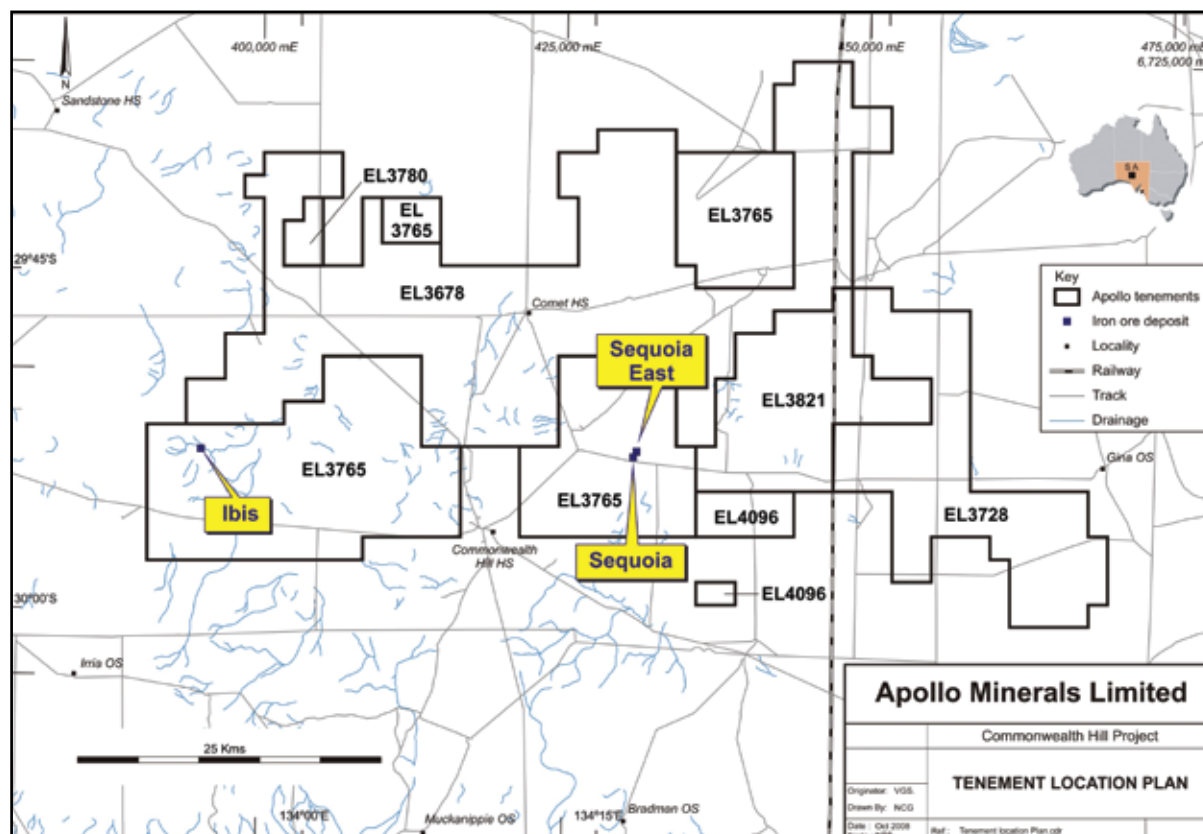 400,000 mE
425,000 mE
450,000 mE
475,000 m
6,725,000 m
N
Sandstone HS
S A
EL3780
EL
3765
EL3765
29°45'S
EL3678
Comet HS
Key
Apollo tenements
Iron ore deposit
Locality
Railway
Track
Drainage
Sequoia
East
EL3821
EL3765
Ibis
EL3765
Gina OS
EL4096
EL3728
Commonwealth
Hill HS
Sequoia
EL4096
30°00'S
Irria OS
Apollo Minerals Limited
Commonwealth Hill Project
25 Kms
TENEMENT LOCATION PLAN
Originator: VGS.
Drawn By: NCG
Date : Oct 2008
Ref : Tenement location Plan.cdr
134°00'E
134°15'E
Bradman OS
Muckanippie OS